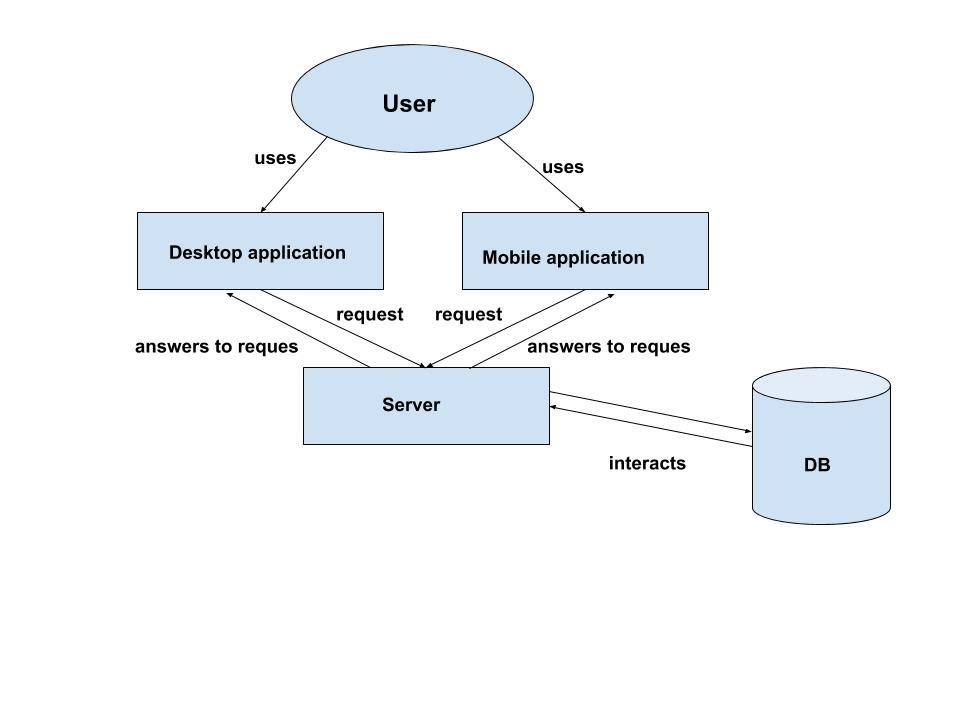 User
uses
uses
Desktop application
Mobile application
request
request
answers to reques
answers to reques
Server
interacts
DB